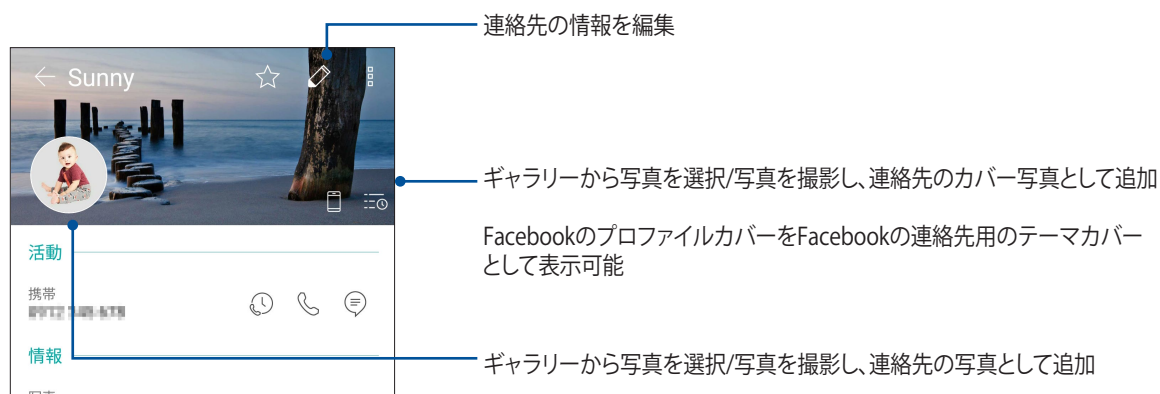 連絡先の情報を編集
Sunny
ギャラリーから写真を選択/写真を撮影し、連絡先のカバー写真として追加
Facebookのプロファイルカバーをフacebookの連絡先用のテーマカバー
として表示可能
活動
携帯
情報
ギャラリーから写真を選択/写真を撮影し、連絡先の写真として追加